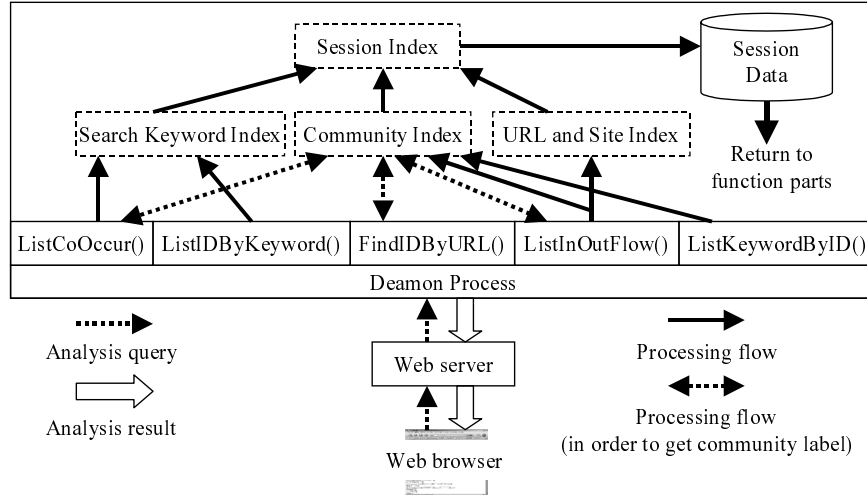 Session Index
Session
Data
Search Keyword Index
Community Index
URL and Site Index
Return to
function parts
ListCoOccur()
ListIDByKeyword()
FindIDByURL()
ListInOutFlow()
ListKeywordByID()
Deamon Process
Analysis query
Web server
Processing flow
Analysis result
Processing flow
(in order to get community label)
Web browser